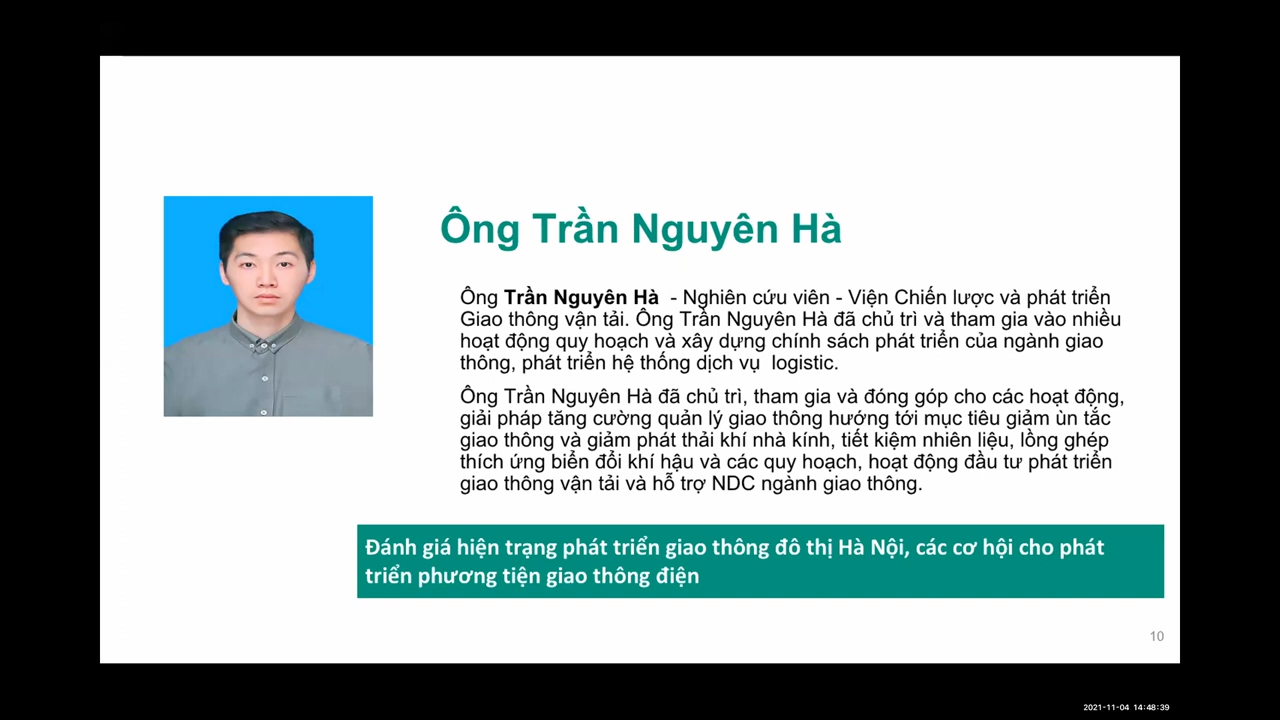 Ông Trần Nguyên Hà
Ông Trần Nguyên Hà - Nghiên cứu viên - Viện Chiến lược và phát triển
Giao thông vận tải. Ông Trần Nguyên Hà đã chủ trì và tham gia vào nhiều
hoạt động quy hoạch và xây dựng chính sách phát triển của ngành giao
thông, phát triển hệ thống dịch vụ logistic.
Ông Trần Nguyên Hà đã chủ trì, tham gia và đóng góp cho các hoạt động,
giải pháp tăng cường quản lý giao thông hướng tới mục tiêu giảm ùn tắc
giao thông và giảm phát thải khí nhà kính, tiết kiệm nhiên liệu, lồng ghép
thích ứng biển đổi khí hậu và các quy hoạch, hoạt động đầu tư phát triển
giao thông vận tải và hỗ trợ NDC ngành giao thông.
Đánh giá hiện trạng phát triển giao thông đô thị Hà Nội, các cơ hội cho phát
triển phương tiện giao thông điện
10
2021-11-04 14:48:39